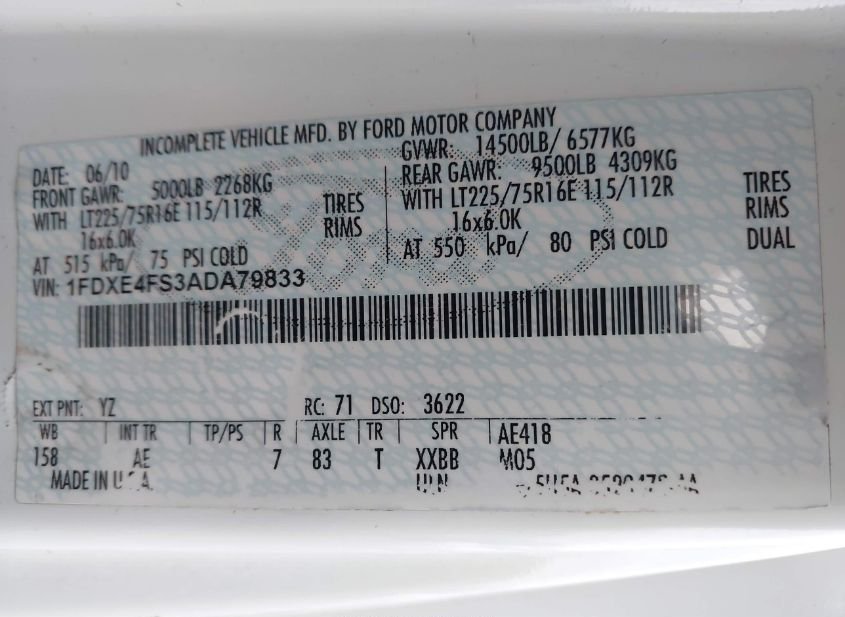 INCOMPLETE VEHICLE MFD. BY FORD MOTOR COMPANY
DATE: 06/10 GVWR: 14500LB/ 6577KG
FRONT GAWR: 5000LB 2268KG REAR GAWR: 9500LB 4309KG
WITH LT225/75R16E 115/112R TIRES WITH LT225/75R16E 115/112R TIRES
16x6.0K RIMS 16x6.0K RIMS
AT 515 kPa/ 75 PSI COLD AT 550 kPa/ 80 PSI COLD DUAL
VIN: 1FDXE4FS3ADA79833
EXT PNT: YZ RC: 71 DSO: 3622
WB INT TR TP/PS R AXLE TR SPR AE418
158 AE 7 83 T XXBB M05
MADE IN U.S.A.